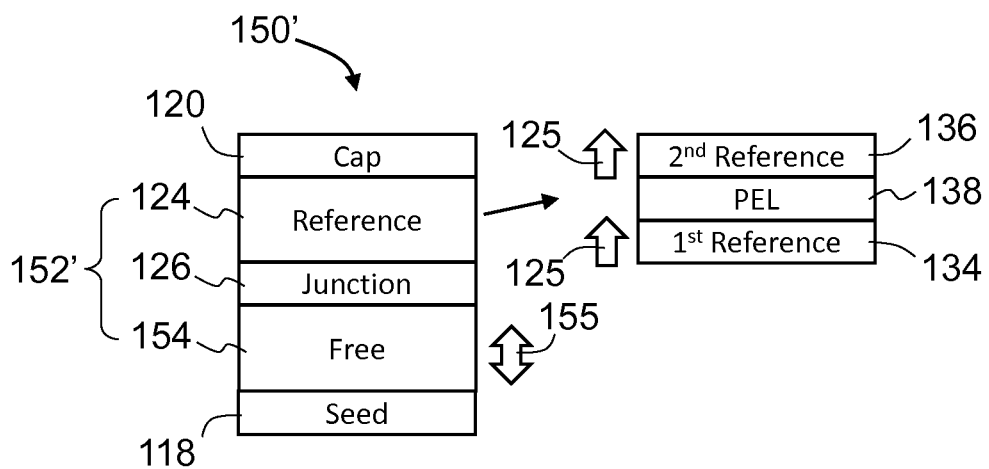 150'
120
Cap
125
2nd Reference
136
124
Reference
PEL
138
152'
126
Junction
125
1st Reference
134
154
Free
155
118
Seed